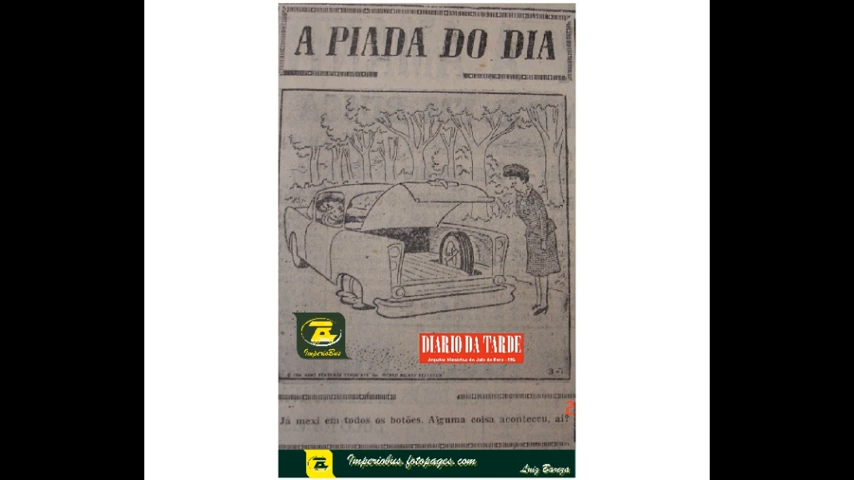 A PIADA DO DIA
ImperioBus
DIARIO DA TARDE
Já mexi em todos os botões. Alguma coisa aconteceu, aí?
Imperiobus.fotopages.com
Luiz Bareza